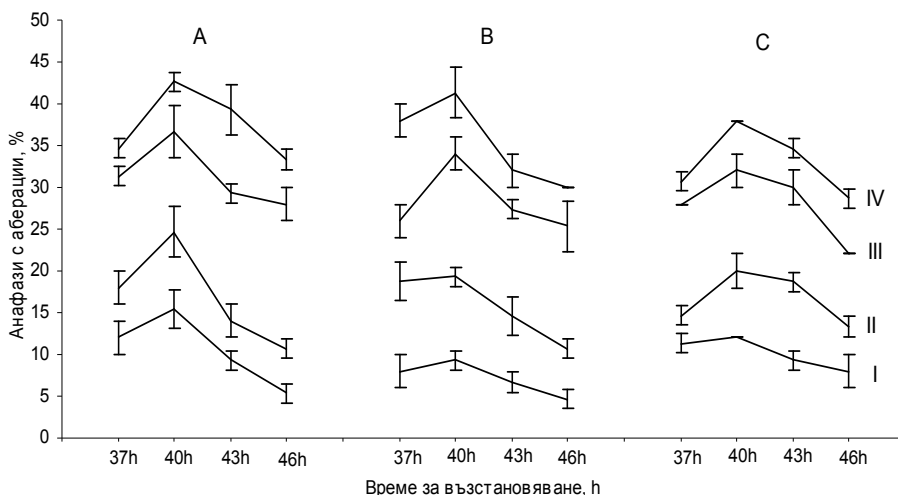 A B C
50
45
40
35
30
25
20
15
10
5
0
Анафази с аберации, %
IV
III
II
I
37h 40h 43h 46h 37h 40h 43h 46h 37h 40h 43h 46h
Време за възстановяване, h